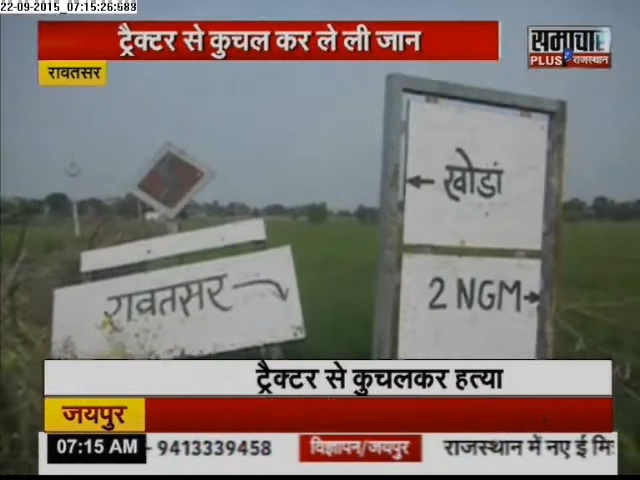 22-09-2015_07:15:26:689
ट्रैक्टर से कुचल कर ले ली जान
समाचार
PLUS राजस्थान
रावतसर
← खोडां
रावतसर
2 NGM→
ट्रैक्टर से कुचलकर हत्या
जयपुर
07:15 AM - 9413339458 विज्ञापन/जयपुर राजस्थान में नए ई मि